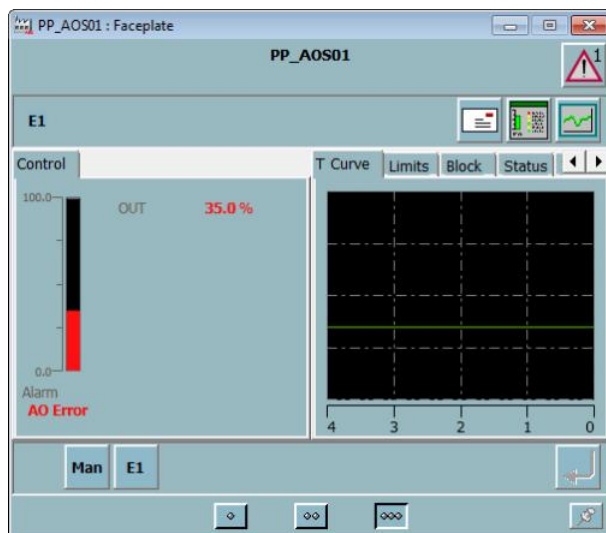 PP_AOS01 : Faceplate
PP_AOS01
1
E1
Control
T Curve
Limits
Block
Status
100.0
OUT
35.0 %
0.0
Alarm
AO Error
4 3 2 1 0
Man
E1